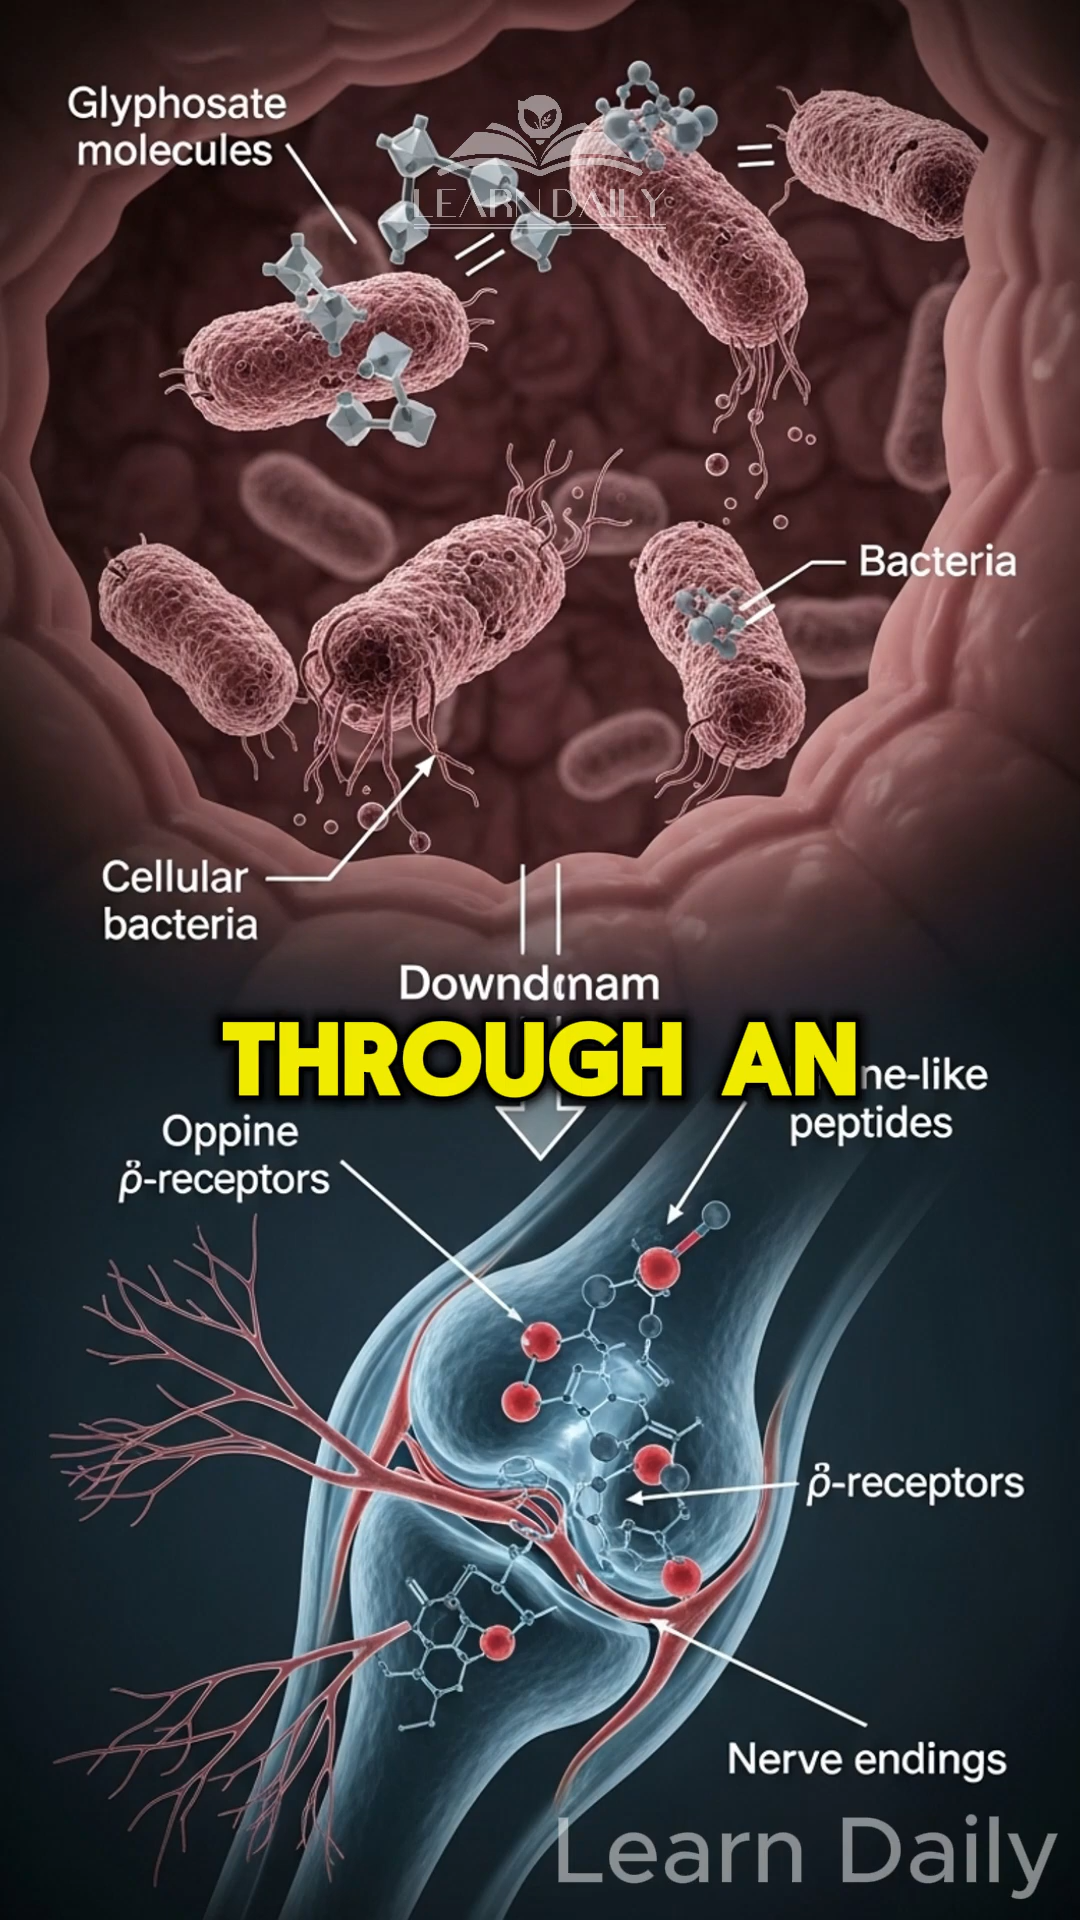 Glyphosate
molecules
LEARN DAILY
Bacteria
Cellular
bacteria
THROUGH AN
ne-like
peptides
Oppine
ρ̊-receptors
ρ̊-receptors
Nerve endings
Learn Daily